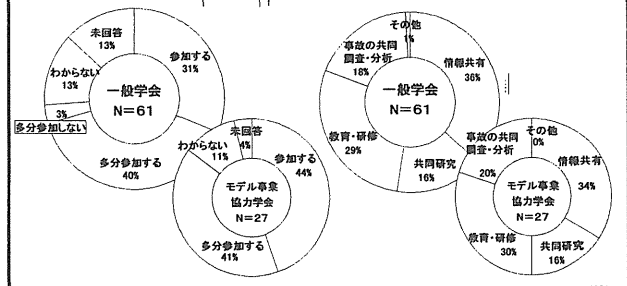 未回答
13%
参加する
31%
わからない
13%
一般学会
N=61
3%
多分参加しない
多分参加する
40%
未回答
4%
わからない
11%
参加する
44%
モデル事業
協力学会
N=27
多分参加する
41%
その他
1%
事故の共同
調査・分析
18%
情報共有
36%
一般学会
N=61
教育・研修
29%
共同研究
16%
事故の共同
調査・分析
20%
その他
0%
情報共有
34%
モデル事業
協力学会
N=27
教育・研修
30%
共同研究
16%